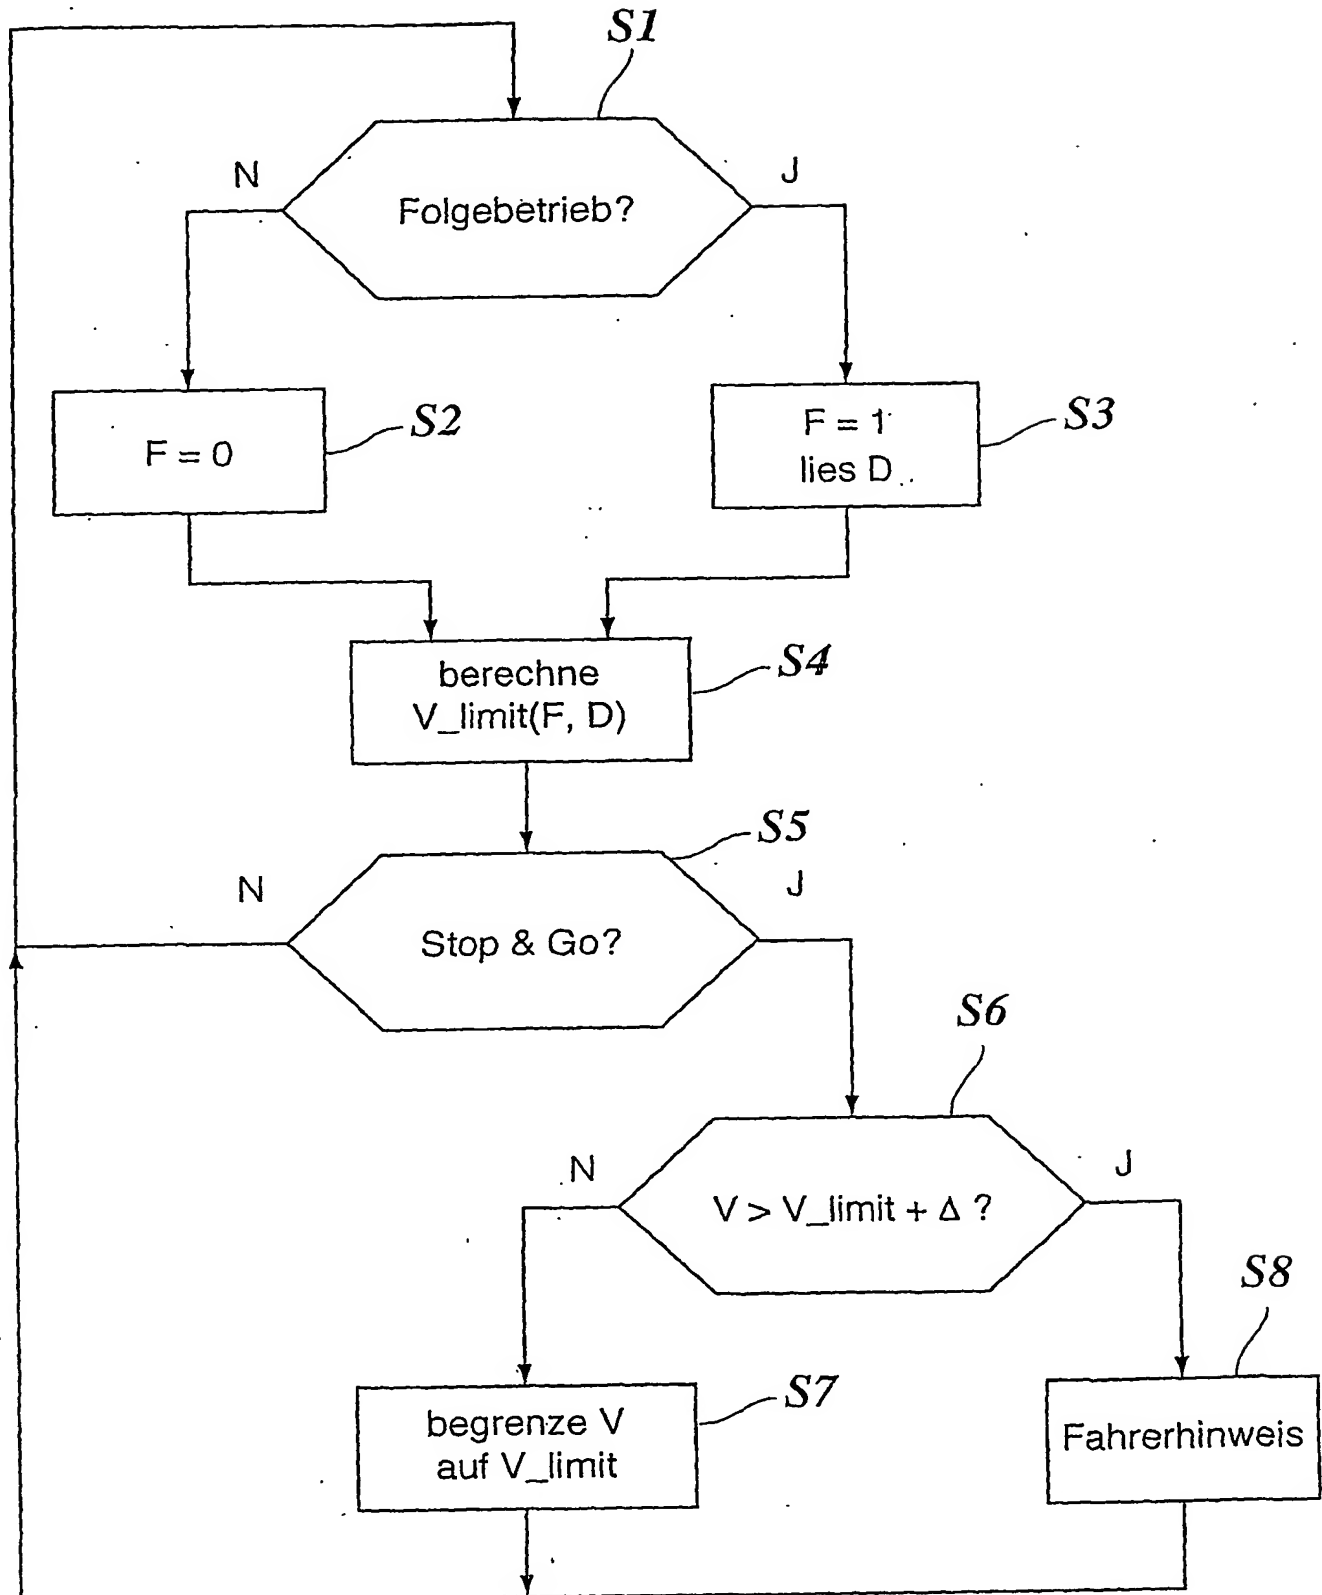 S1
N
J
Folgebetrieb?
F = 0
S2
F = 1
lies D
S3
berechne
V_limit(F, D)
S4
S5
N
J
Stop & Go?
S6
N
J
V > V_limit + Δ ?
S8
begrenze V
auf V_limit
S7
Fahrerhinweis